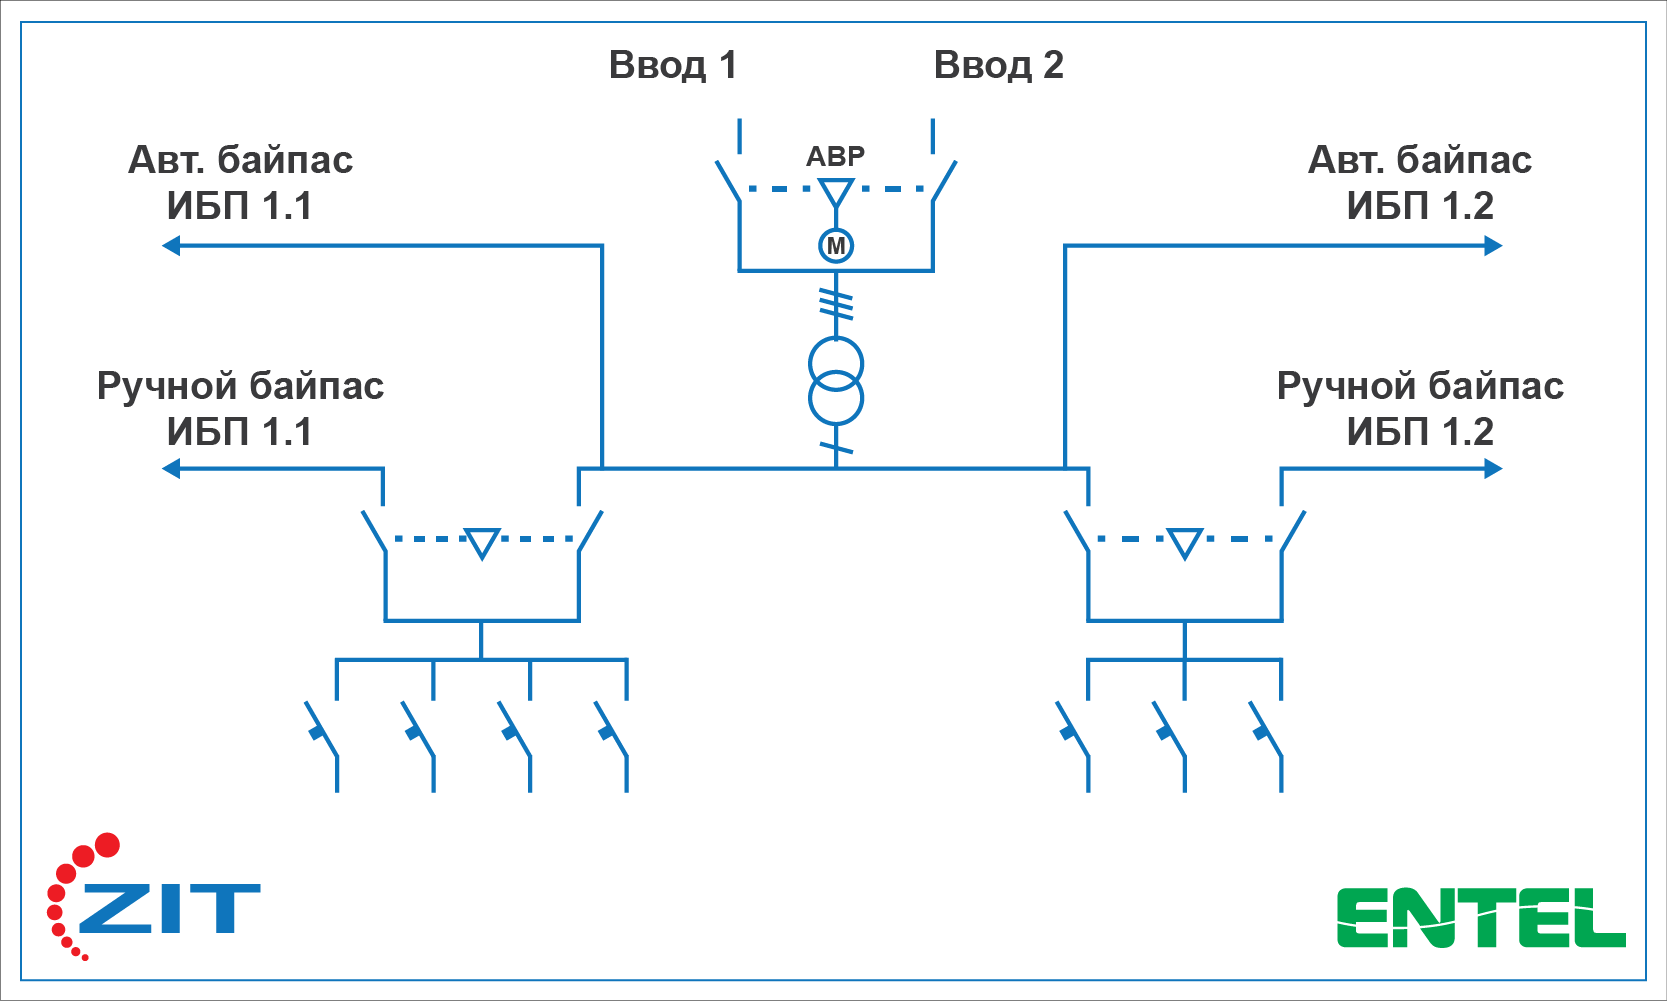 Ввод 1
Ввод 2
Авт. байпас
ИБП 1.1
АВР
Авт. байпас
ИБП 1.2
М
Ручной байпас
ИБП 1.1
Ручной байпас
ИБП 1.2
ZIT
ENTEL